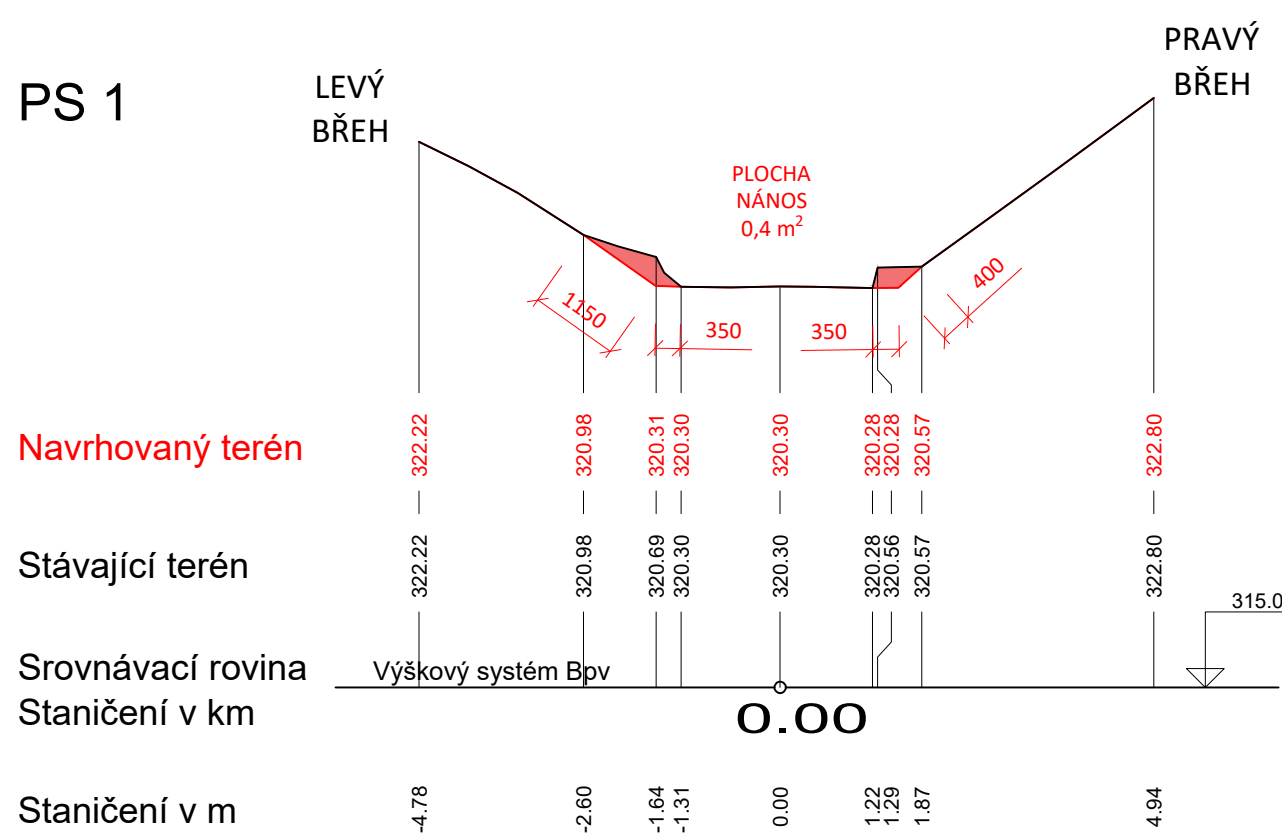 PS 1
LEVÝ
BŘEH
PRAVÝ
BŘEH
PLOCHA
NÁNOS
0,4 m²
1150
350
350
400
Navrhovaný terén
322.22
320.98
320.31
320.30
320.30
320.28
320.28
320.57
322.80
Stávající terén
322.22
320.98
320.69
320.30
320.30
320.28
320.56
320.57
322.80
315.0
Srovnávací rovina
Výškový systém Bpv
Staničení v km
0.00
Staničení v m
-4.78
-2.60
-1.64
-1.31
0.00
1.22
1.29
1.87
4.94